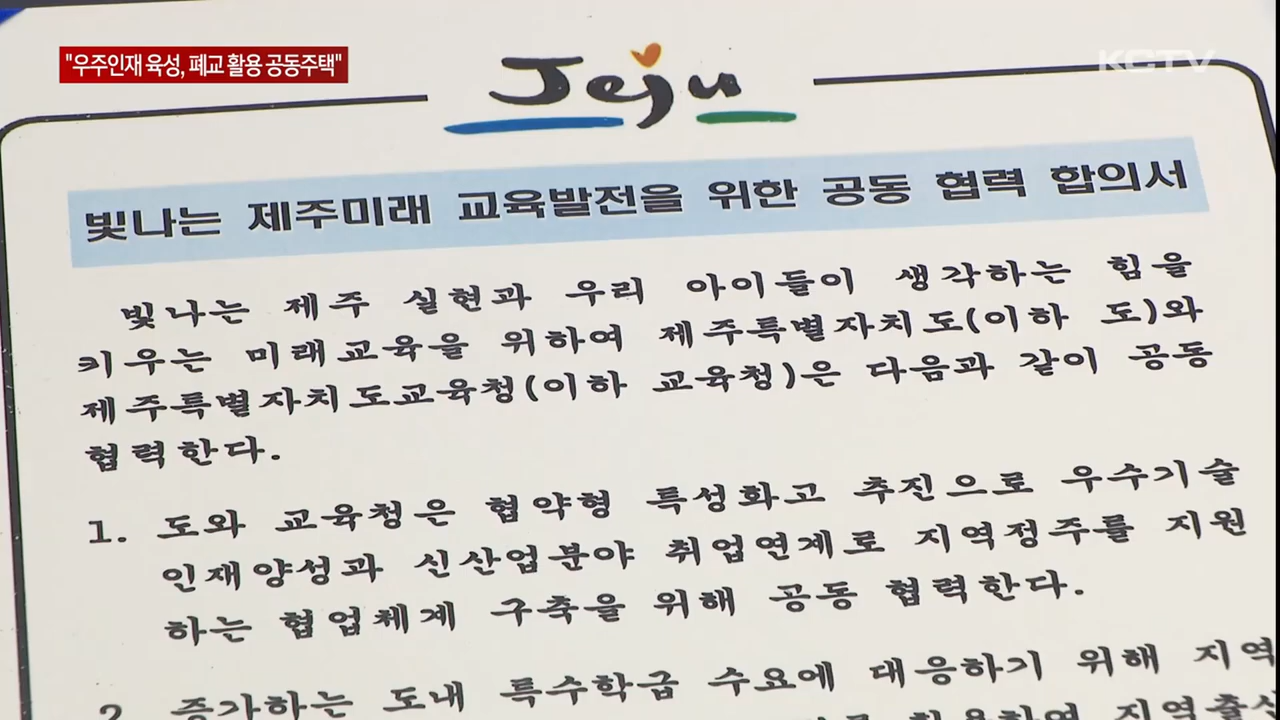 "우주인재 육성, 폐교 활용 공동주택"
KCTV
Jeju
빛나는 제주미래 교육발전을 위한 공동 협력 합의서
빛나는 제주 실현과 우리 아이들이 생각하는 힘을
키우는 미래교육을 위하여 제주특별자치도(이하 도)와
제주특별자치도교육청(이하 교육청)은 다음과 같이 공동
협력한다.
1. 도와 교육청은 협약형 특성화고 추진으로 우수기술
인재양성과 신산업분야 취업연계로 지역정주를 지원
하는 협업체계 구축을 위해 공동 협력한다.
2. 증가하는 도내 특수학급 수요에 대응하기 위해 지역